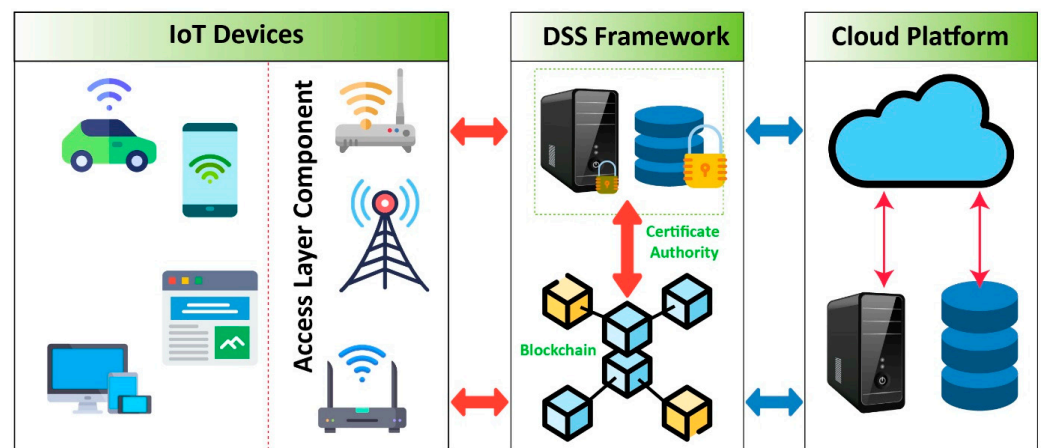 IoT Devices
DSS Framework
Cloud Platform
Access Layer Component
Certificate
Authority
Blockchain